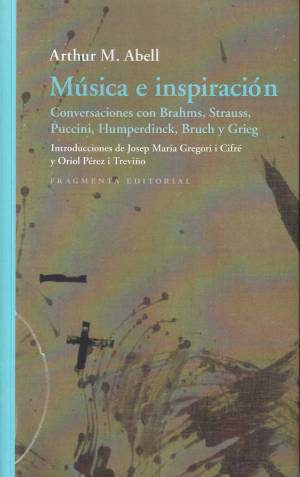 Arthur M. Abell
Música e inspiración
Conversaciones con Brahms, Strauss,
Puccini, Humperdinck, Bruch y Grieg
Introducciones de Josep Maria Gregori i Cifré
y Oriol Pérez i Treviño
FRAGMENTA EDITORIAL